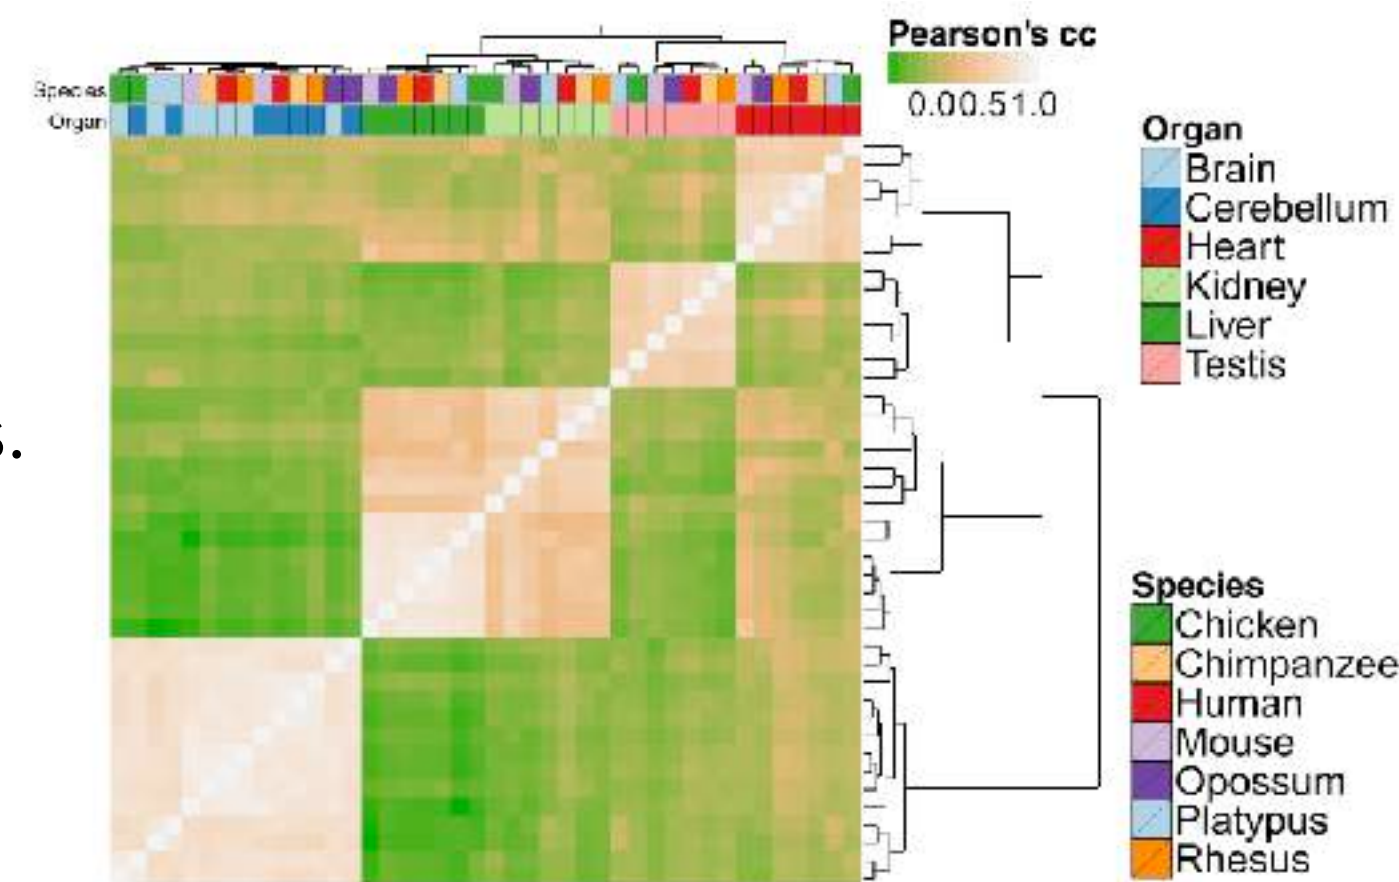 Pearson's cc
0.00.51.0
Species
Organ
s.
Organ
Brain
Cerebellum
Heart
Kidney
Liver
Testis
Species
Chicken
Chimpanzee
Human
Mouse
Opossum
Platypus
Rhesus